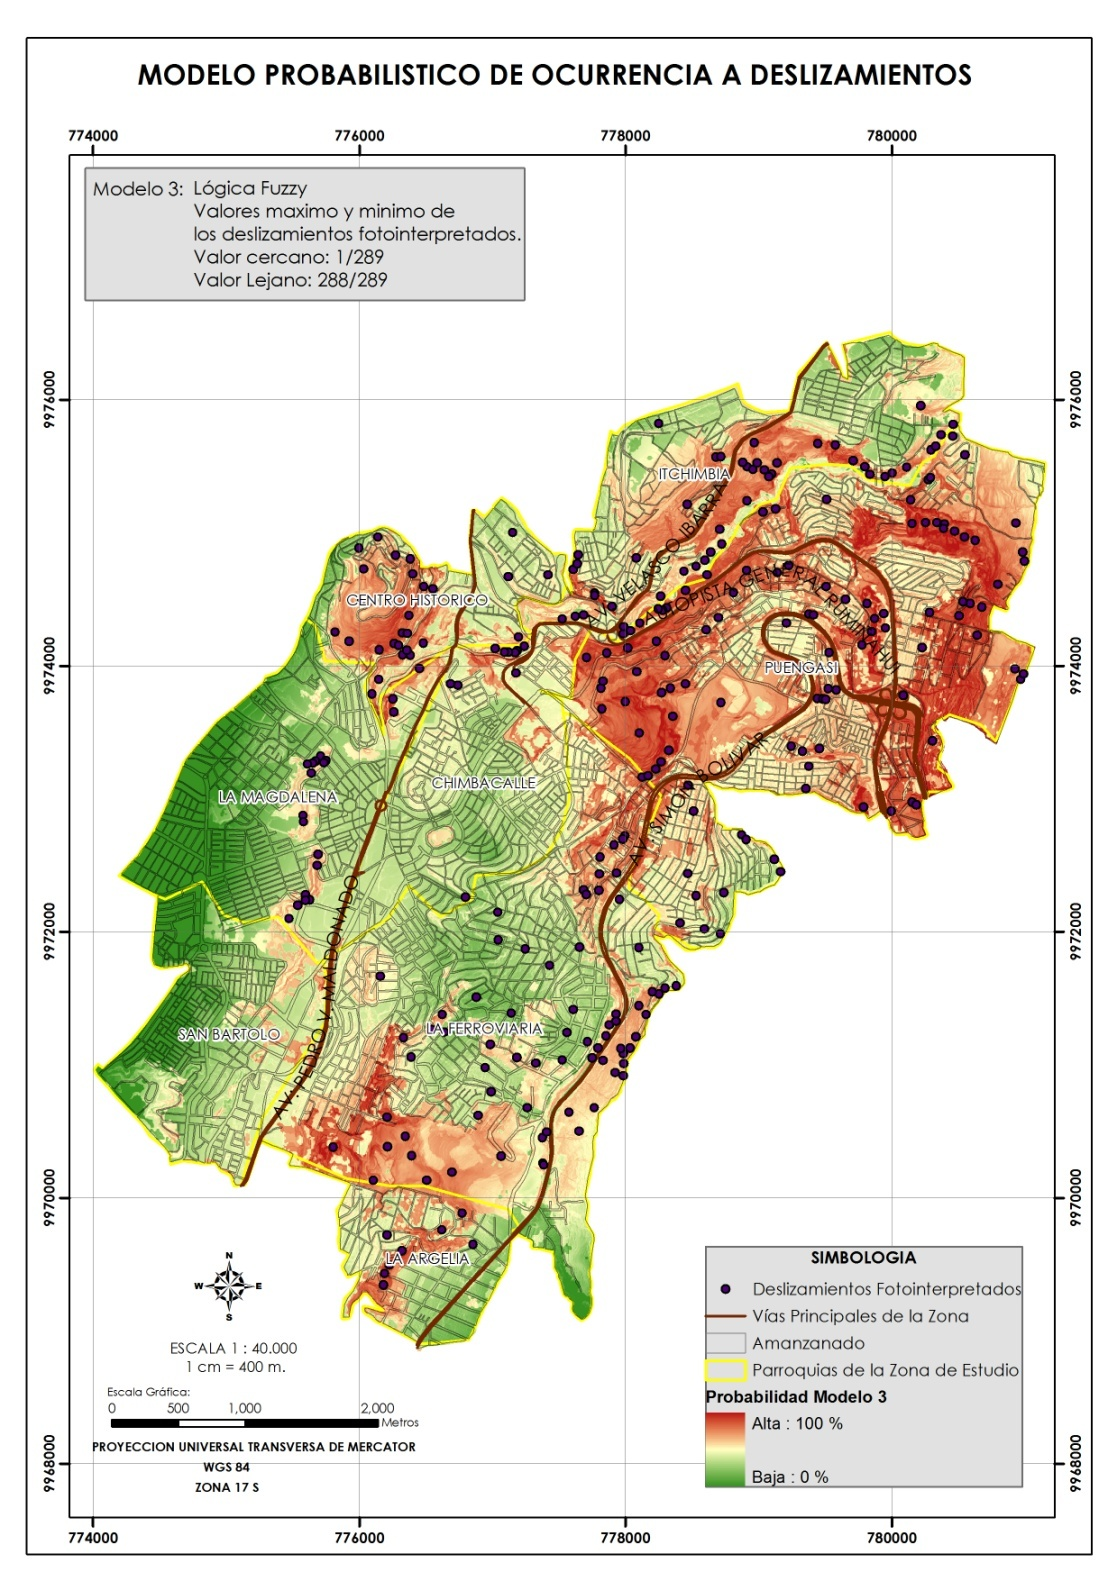 MODELO PROBABILISTICO DE OCURRENCIA A DESLIZAMIENTOS
774000 776000 778000 780000
Modelo 3: Lógica Fuzzy
Valores maximo y minimo de
los deslizamientos fotointerpretados.
Valor cercano: 1/289
Valor Lejano: 288/289
9976000 9976000
ITCHIMBIA
AV. VELASCO IBARRA
AUTOPISTA GENERAL RUMINAHUI
CENTRO HISTORICO
9974000 9974000
PUENGASI
CHIMBACALLE
LA MAGDALENA
AV. SIMON BOLIVAR
AV. PEDRO V. MALDONADO
9972000 9972000
LA FERROVIARIA
SAN BARTOLO
9970000 9970000
LA ARGELIA
N
W E
S
ESCALA 1 : 40.000
1 cm = 400 m.
Escala Gráfica:
0 500 1,000 2,000
Metros
PROYECCION UNIVERSAL TRANSVERSA DE MERCATOR
WGS 84
ZONA 17 S
SIMBOLOGIA
Deslizamientos Fotointerpretados
Vías Principales de la Zona
Amanzanado
Parroquias de la Zona de Estudio
Probabilidad Modelo 3
Alta : 100 %
Baja : 0 %
9968000 9968000
774000 776000 778000 780000